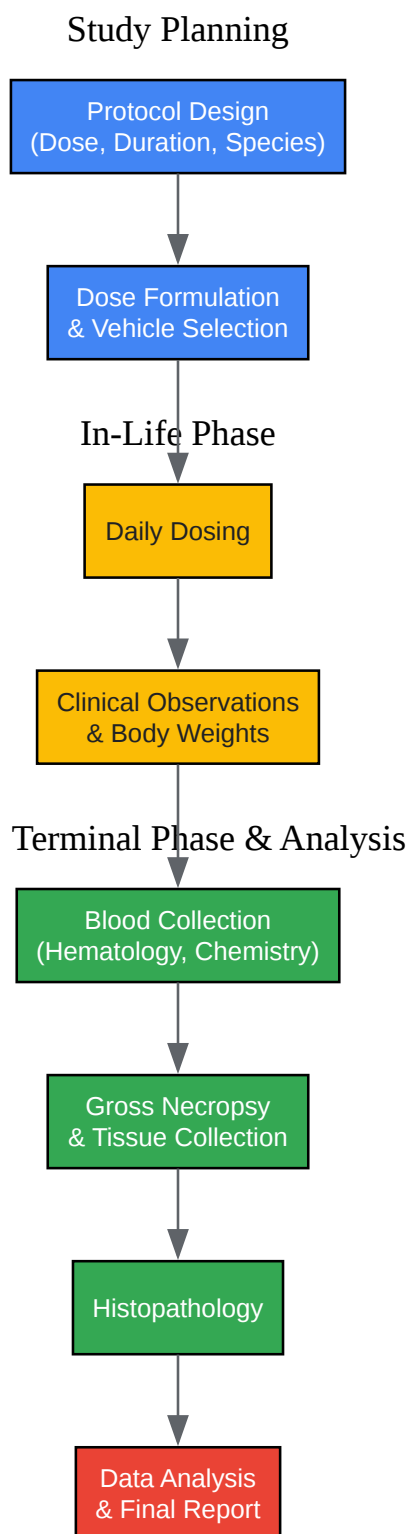 Study Planning
Protocol Design
(Dose, Duration, Species)
Dose Formulation
& Vehicle Selection
In-Life Phase
Daily Dosing
Clinical Observations
& Body Weights
Terminal Phase & Analysis
Blood Collection
(Hematology, Chemistry)
Gross Necropsy
& Tissue Collection
Histopathology
Data Analysis
& Final Report